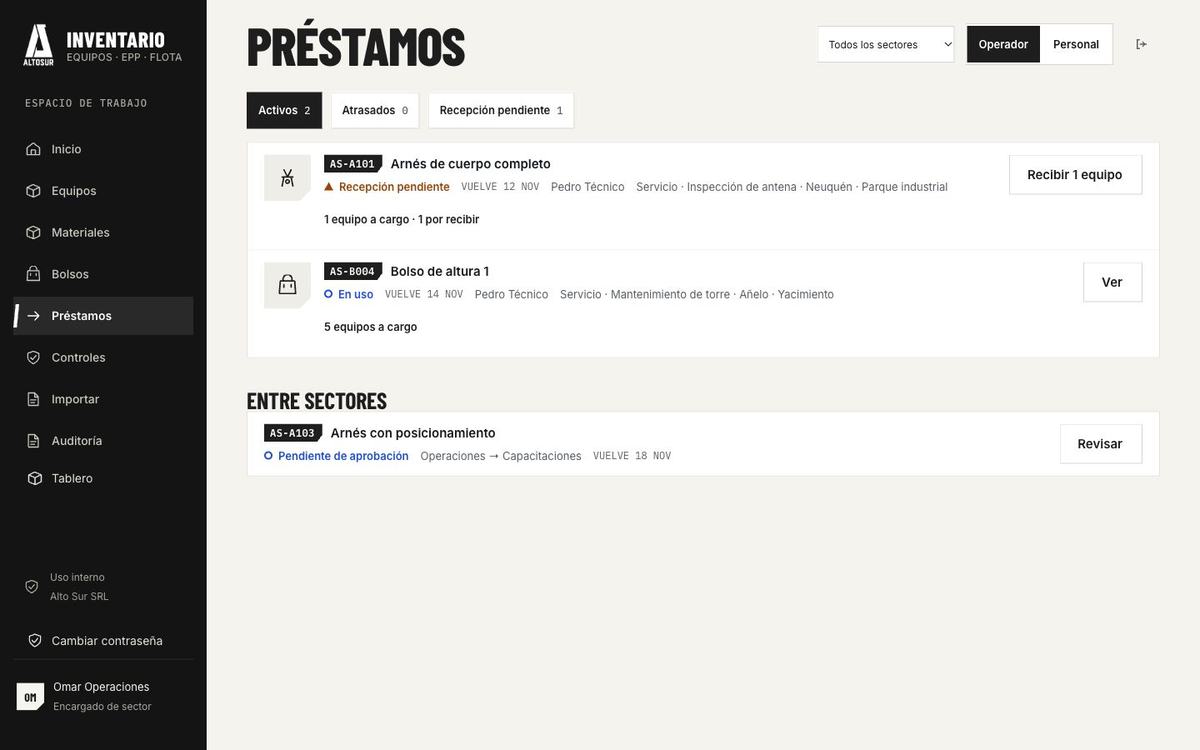 ALTOSUR
INVENTARIO
EQUIPOS · EPP · FLOTA
ESPACIO DE TRABAJO
Inicio
Equipos
Materiales
Bolsos
Préstamos
Controles
Importar
Auditoría
Tablero
Uso interno
Alto Sur SRL
Cambiar contraseña
OM
Omar Operaciones
Encargado de sector
PRÉSTAMOS
Todos los sectores
Operador
Personal
Activos 2
Atrasados 0
Recepción pendiente 1
AS-A101 Arnés de cuerpo completo
Recepción pendiente VUELVE 12 NOV Pedro Técnico Servicio · Inspección de antena · Neuquén · Parque industrial
1 equipo a cargo · 1 por recibir
Recibir 1 equipo
AS-B004 Bolso de altura 1
En uso VUELVE 14 NOV Pedro Técnico Servicio · Mantenimiento de torre · Añelo · Yacimiento
5 equipos a cargo
Ver
ENTRE SECTORES
AS-A103 Arnés con posicionamiento
Pendiente de aprobación Operaciones → Capacitaciones VUELVE 18 NOV
Revisar